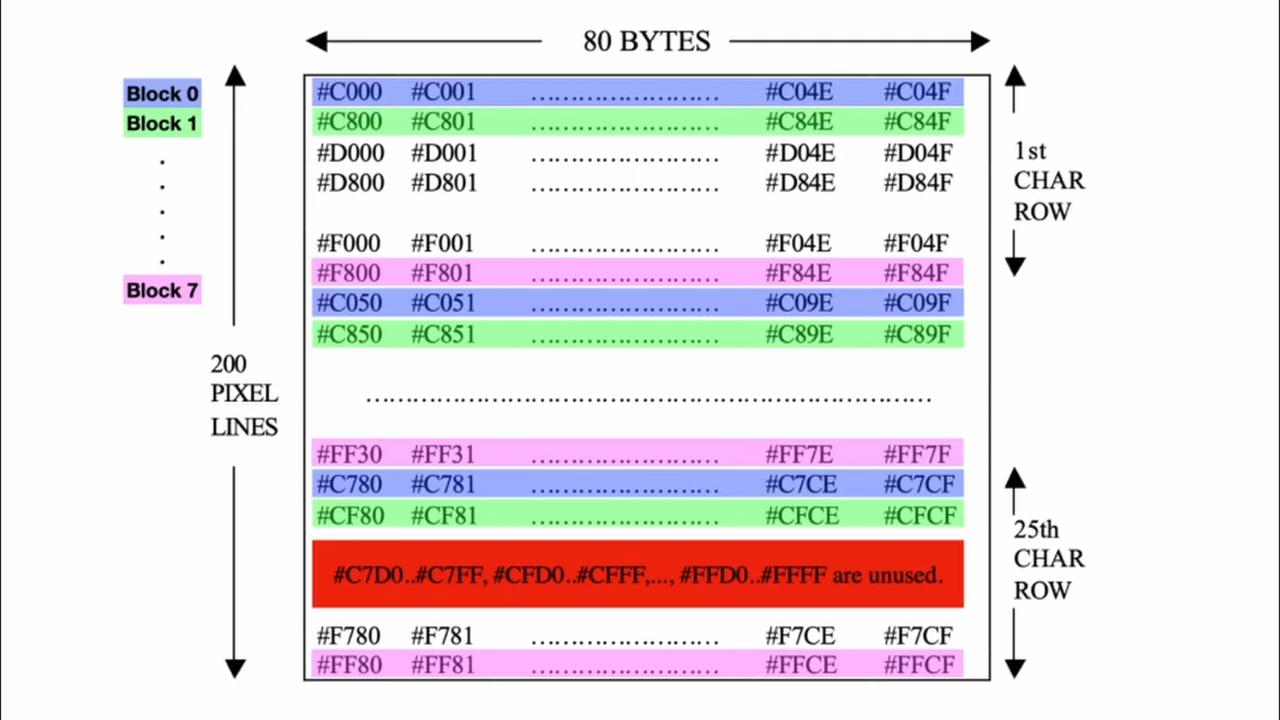 80 BYTES
Block 0
#C000 #C001 ........................ #C04E #C04F
Block 1
#C800 #C801 ........................ #C84E #C84F
#D000 #D001 ........................ #D04E #D04F
#D800 #D801 ........................ #D84E #D84F
1st
CHAR
ROW
#F000 #F001 ........................ #F04E #F04F
Block 7
#F800 #F801 ........................ #F84E #F84F
#C050 #C051 ........................ #C09E #C09F
#C850 #C851 ........................ #C89E #C89F
200
PIXEL
LINES
........................................................................
#FF30 #FF31 ........................ #FF7E #FF7F
#C780 #C781 ........................ #C7CE #C7CF
#CF80 #CF81 ........................ #CFCE #CFCF
25th
CHAR
ROW
#C7D0..#C7FF, #CFD0..#CFFF,..., #FFD0..#FFFF are unused.
#F780 #F781 ........................ #F7CE #F7CF
#FF80 #FF81 ........................ #FFCE #FFCF